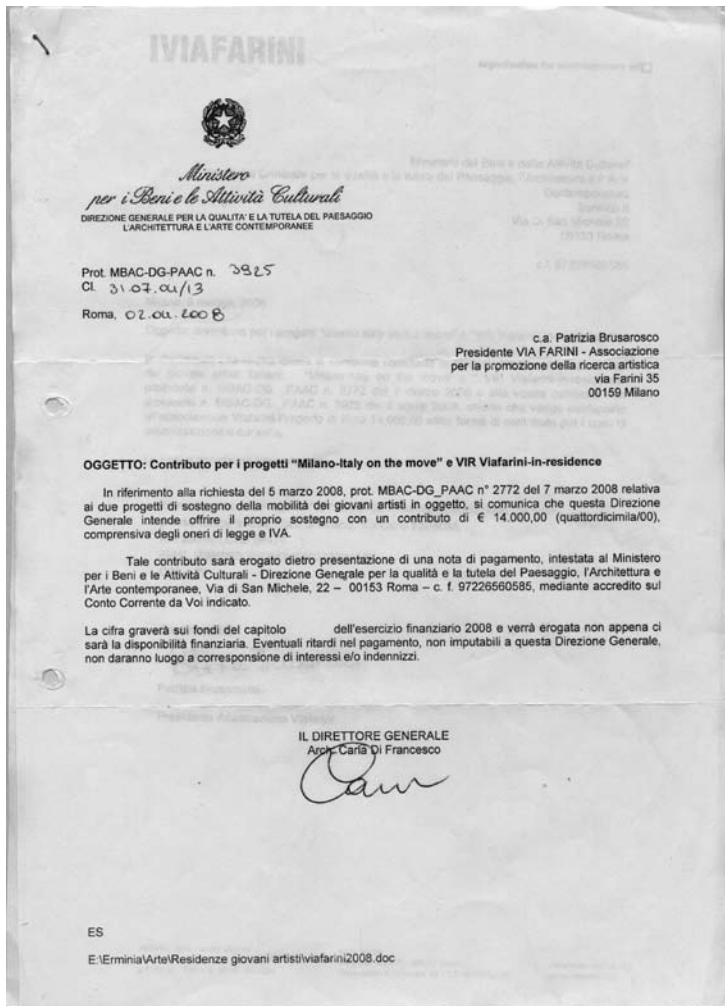 IVIAFARINI
Ministero
per i Beni e le Attività Culturali
DIREZIONE GENERALE PER LA QUALITA' E LA TUTELA DEL PAESAGGIO
L'ARCHITETTURA E L'ARTE CONTEMPORANEE
Prot. MBAC-DG-PAAC n. 3925
Cl. 31.07.04/13
Roma, 02.04.2008
c.a. Patrizia Brusarosco
Presidente VIA FARINI - Associazione
per la promozione della ricerca artistica
via Farini 35
00159 Milano
OGGETTO: Contributo per i progetti "Milano-Italy on the move" e VIR Viafarini-in-residence
In riferimento alla richiesta del 5 marzo 2008, prot. MBAC-DG_PAAC n° 2772 del 7 marzo 2008 relativa
ai due progetti di sostegno della mobilità dei giovani artisti in oggetto, si comunica che questa Direzione
Generale intende offrire il proprio sostegno con un contributo di € 14.000,00 (quattordicimila/00),
comprensiva degli oneri di legge e IVA.
Tale contributo sarà erogato dietro presentazione di una nota di pagamento, intestata al Ministero
per i Beni e le Attività Culturali - Direzione Generale per la qualità e la tutela del Paesaggio, l'Architettura e
l'Arte contemporanee, Via di San Michele, 22 – 00153 Roma – c. f. 97226560585, mediante accredito sul
Conto Corrente da Voi indicato.
La cifra graverà sui fondi del capitolo dell'esercizio finanziario 2008 e verrà erogata non appena ci
sarà la disponibilità finanziaria. Eventuali ritardi nel pagamento, non imputabili a questa Direzione Generale,
non daranno luogo a corresponsione di interessi e/o indennizzi.
IL DIRETTORE GENERALE
Arch. Carla Di Francesco
ES
E:\Erminia\Arte\Residenze giovani artisti\viafarini2008.doc